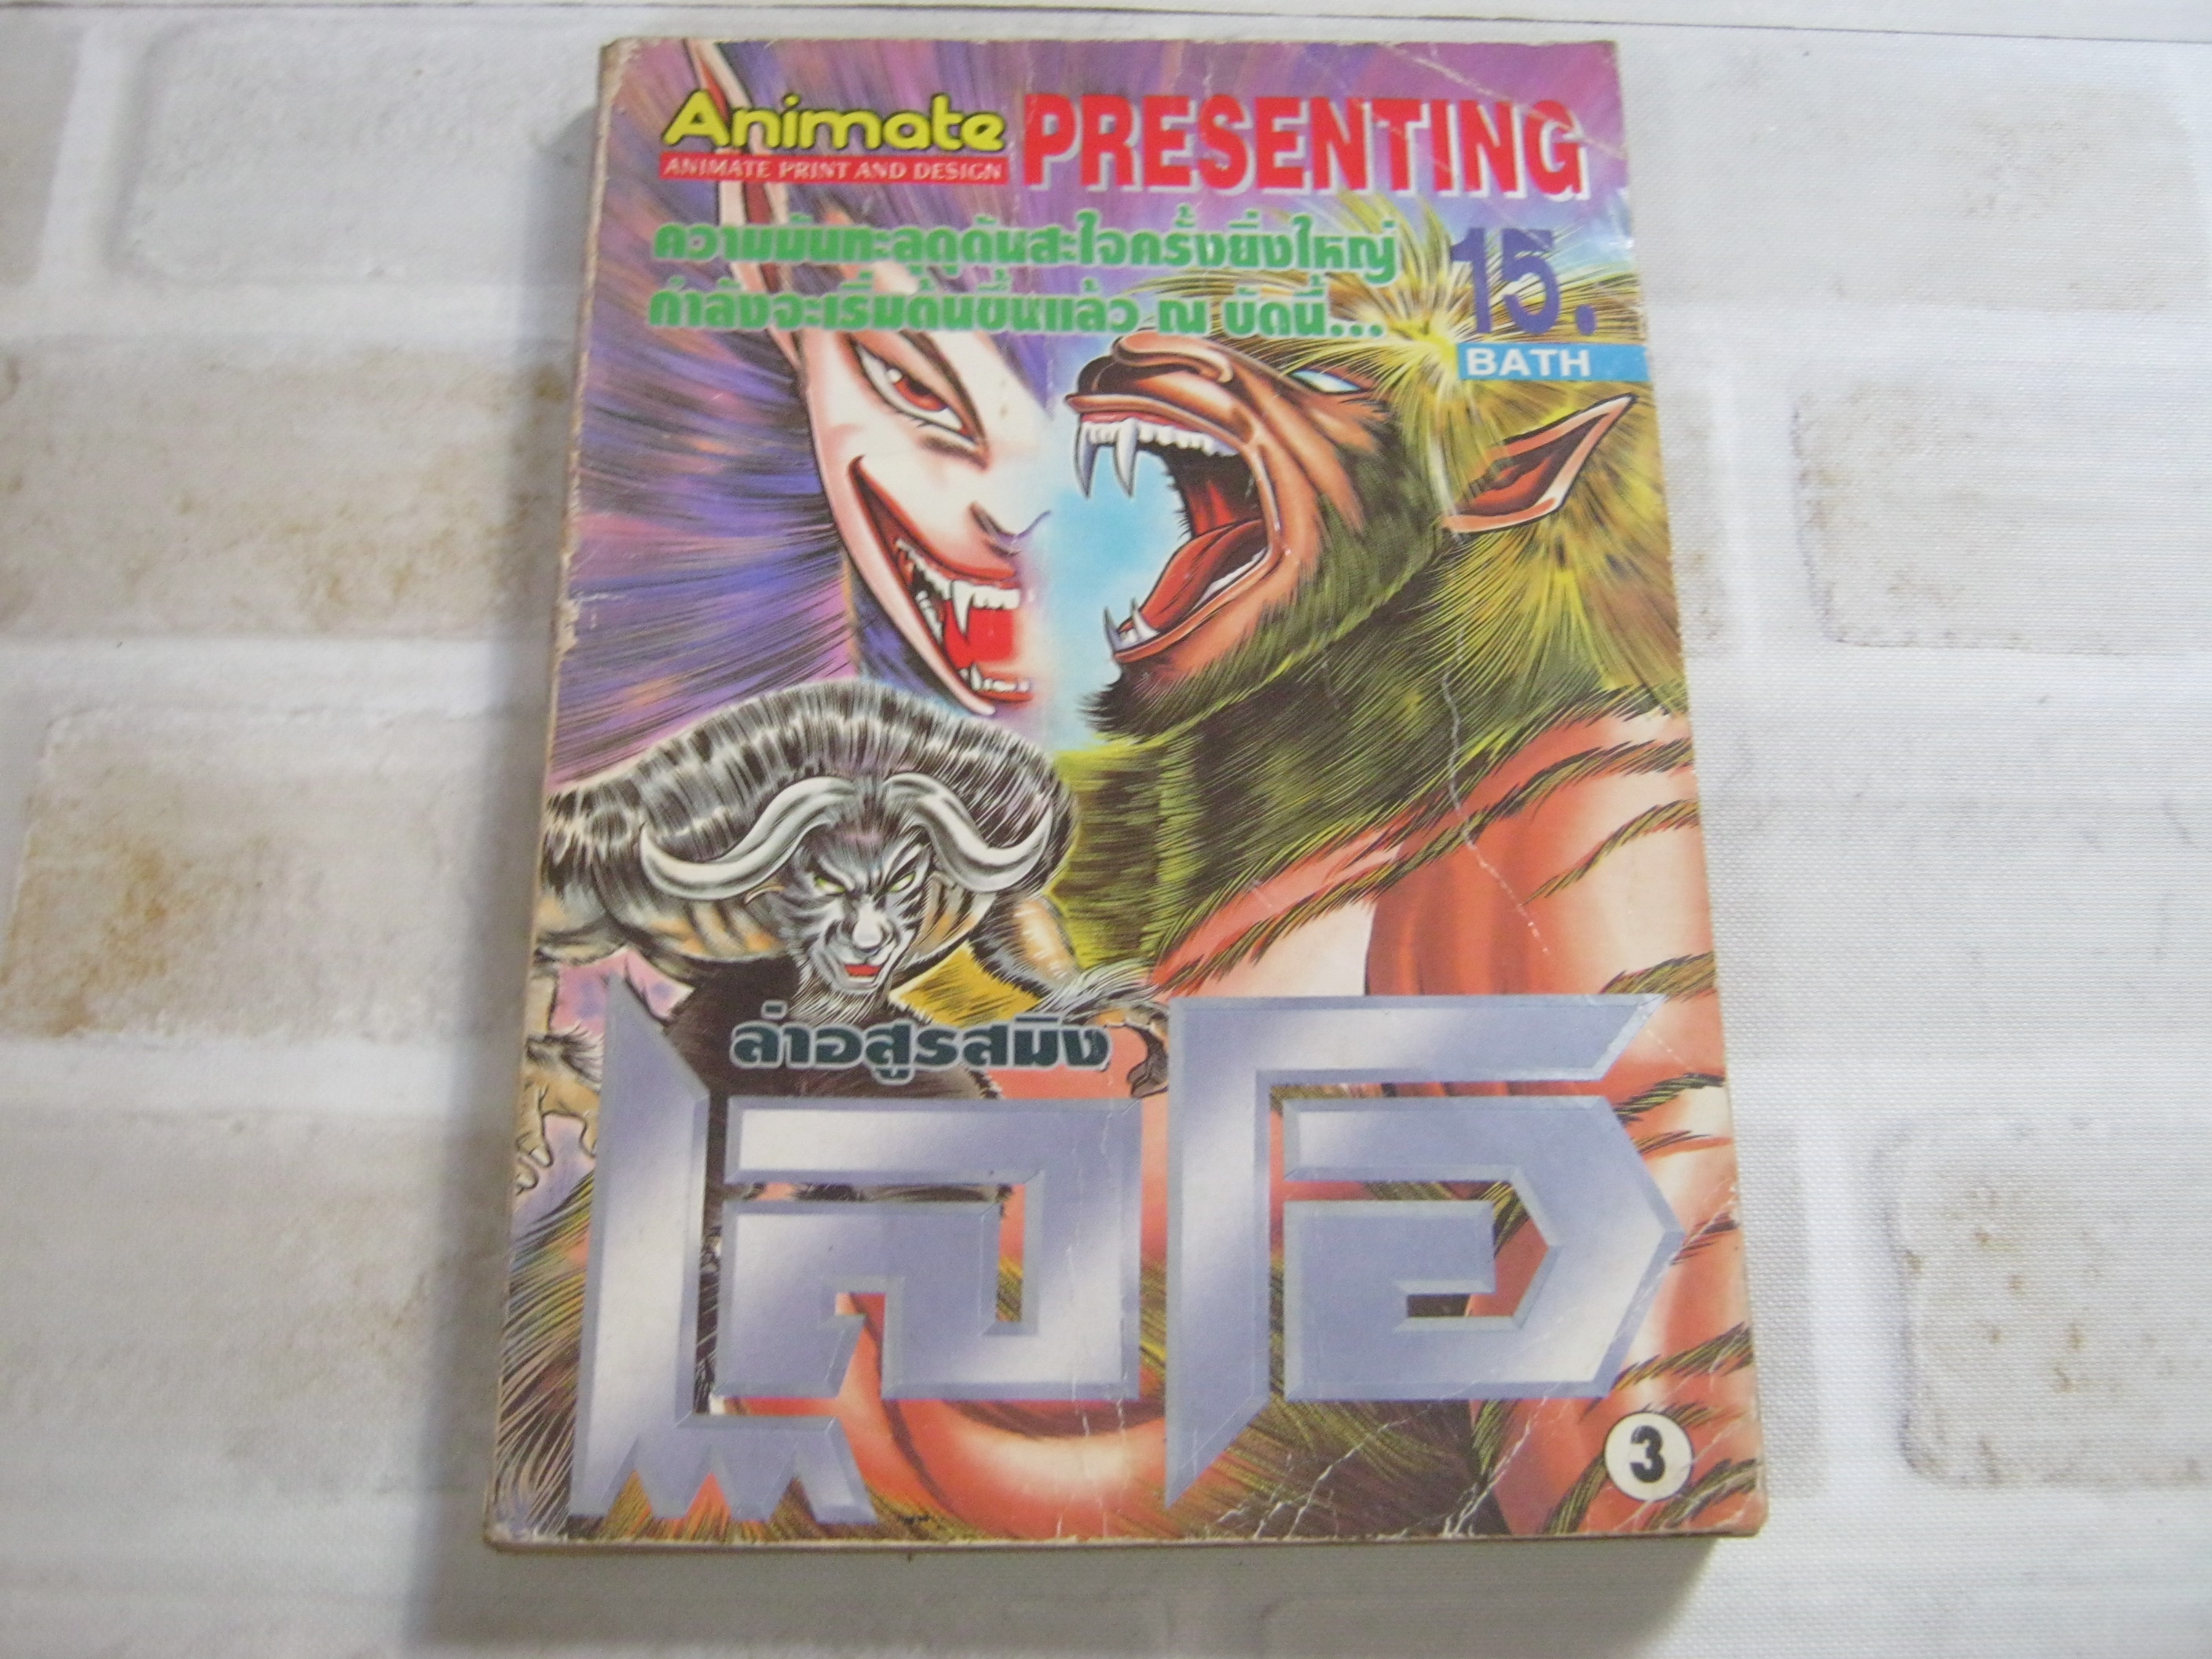 Animate
ANIMATE PRINT AND DESIGN
PRESENTING
ความมันทะลุดุดันสะใจครั้งยิ่งใหญ่
กำลังจะเริ่มต้นขึ้นแล้ว ณ บัดนี้...
15.
BATH
ล่าอสูรสมิง
เลโอ
3